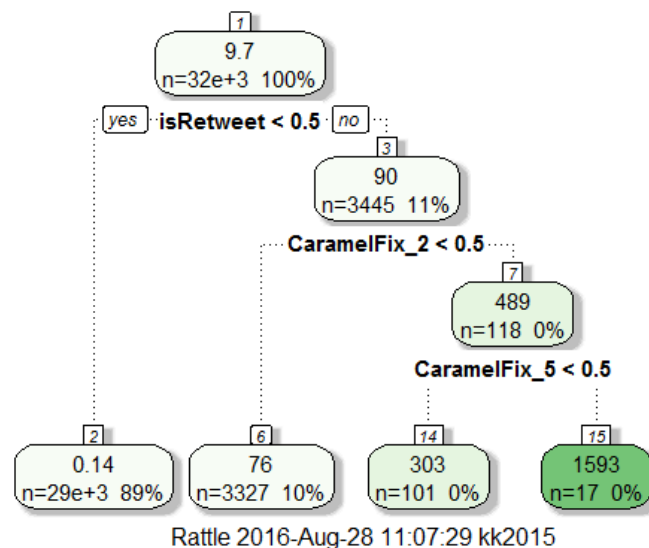 1
9.7
n=32e+3 100%
yes isRetweet < 0.5 no
3
90
n=3445 11%
CaramelFix_2 < 0.5
7
489
n=118 0%
CaramelFix_5 < 0.5
2
0.14
n=29e+3 89%
6
76
n=3327 10%
14
303
n=101 0%
15
1593
n=17 0%
Rattle 2016-Aug-28 11:07:29 kk2015